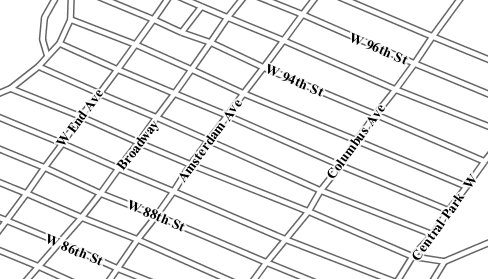 W 96th St
W 94th St
W End Ave
Broadway
Amsterdam Ave
Columbus Ave
Central Park W
W 88th St
W 86th St